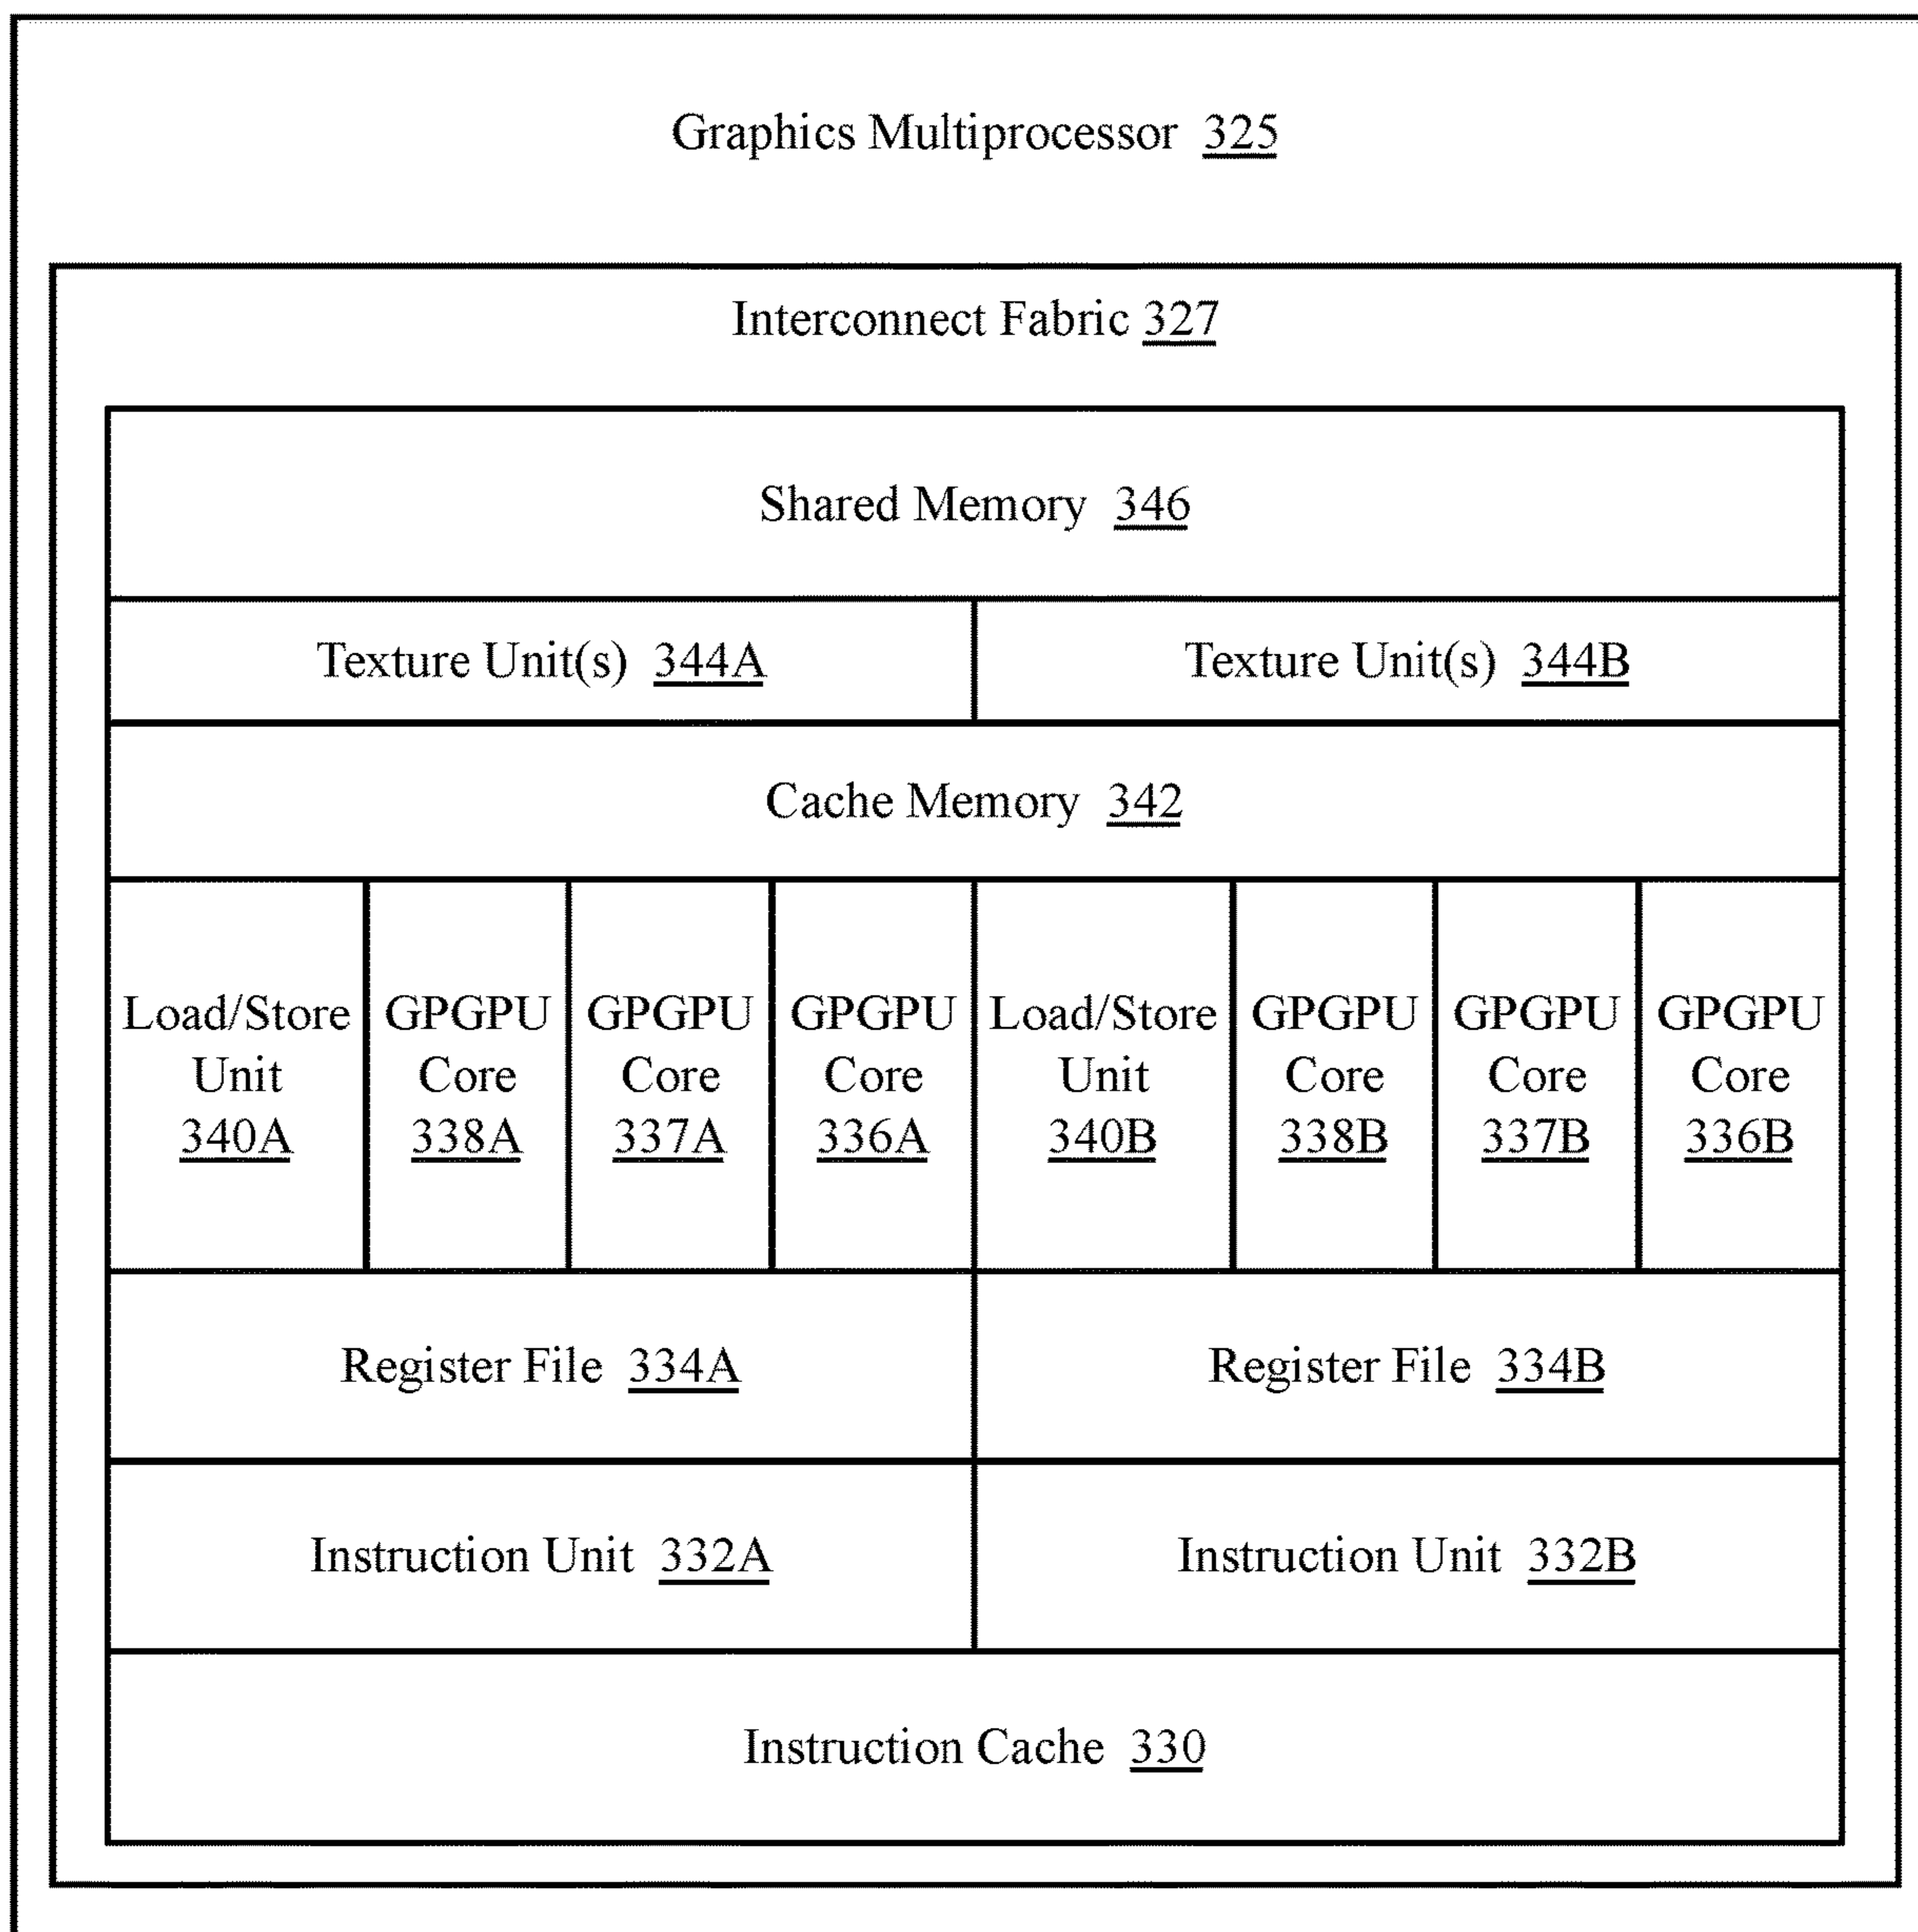 Graphics Multiprocessor 325
Interconnect Fabric 327
Shared Memory 346
Texture Unit(s) 344A
Texture Unit(s) 344B
Cache Memory 342
Load/Store
Unit
340A
GPGPU
Core
338A
GPGPU
Core
337A
GPGPU
Core
336A
Load/Store
Unit
340B
GPGPU
Core
338B
GPGPU
Core
337B
GPGPU
Core
336B
Register File 334A
Register File 334B
Instruction Unit 332A
Instruction Unit 332B
Instruction Cache 330